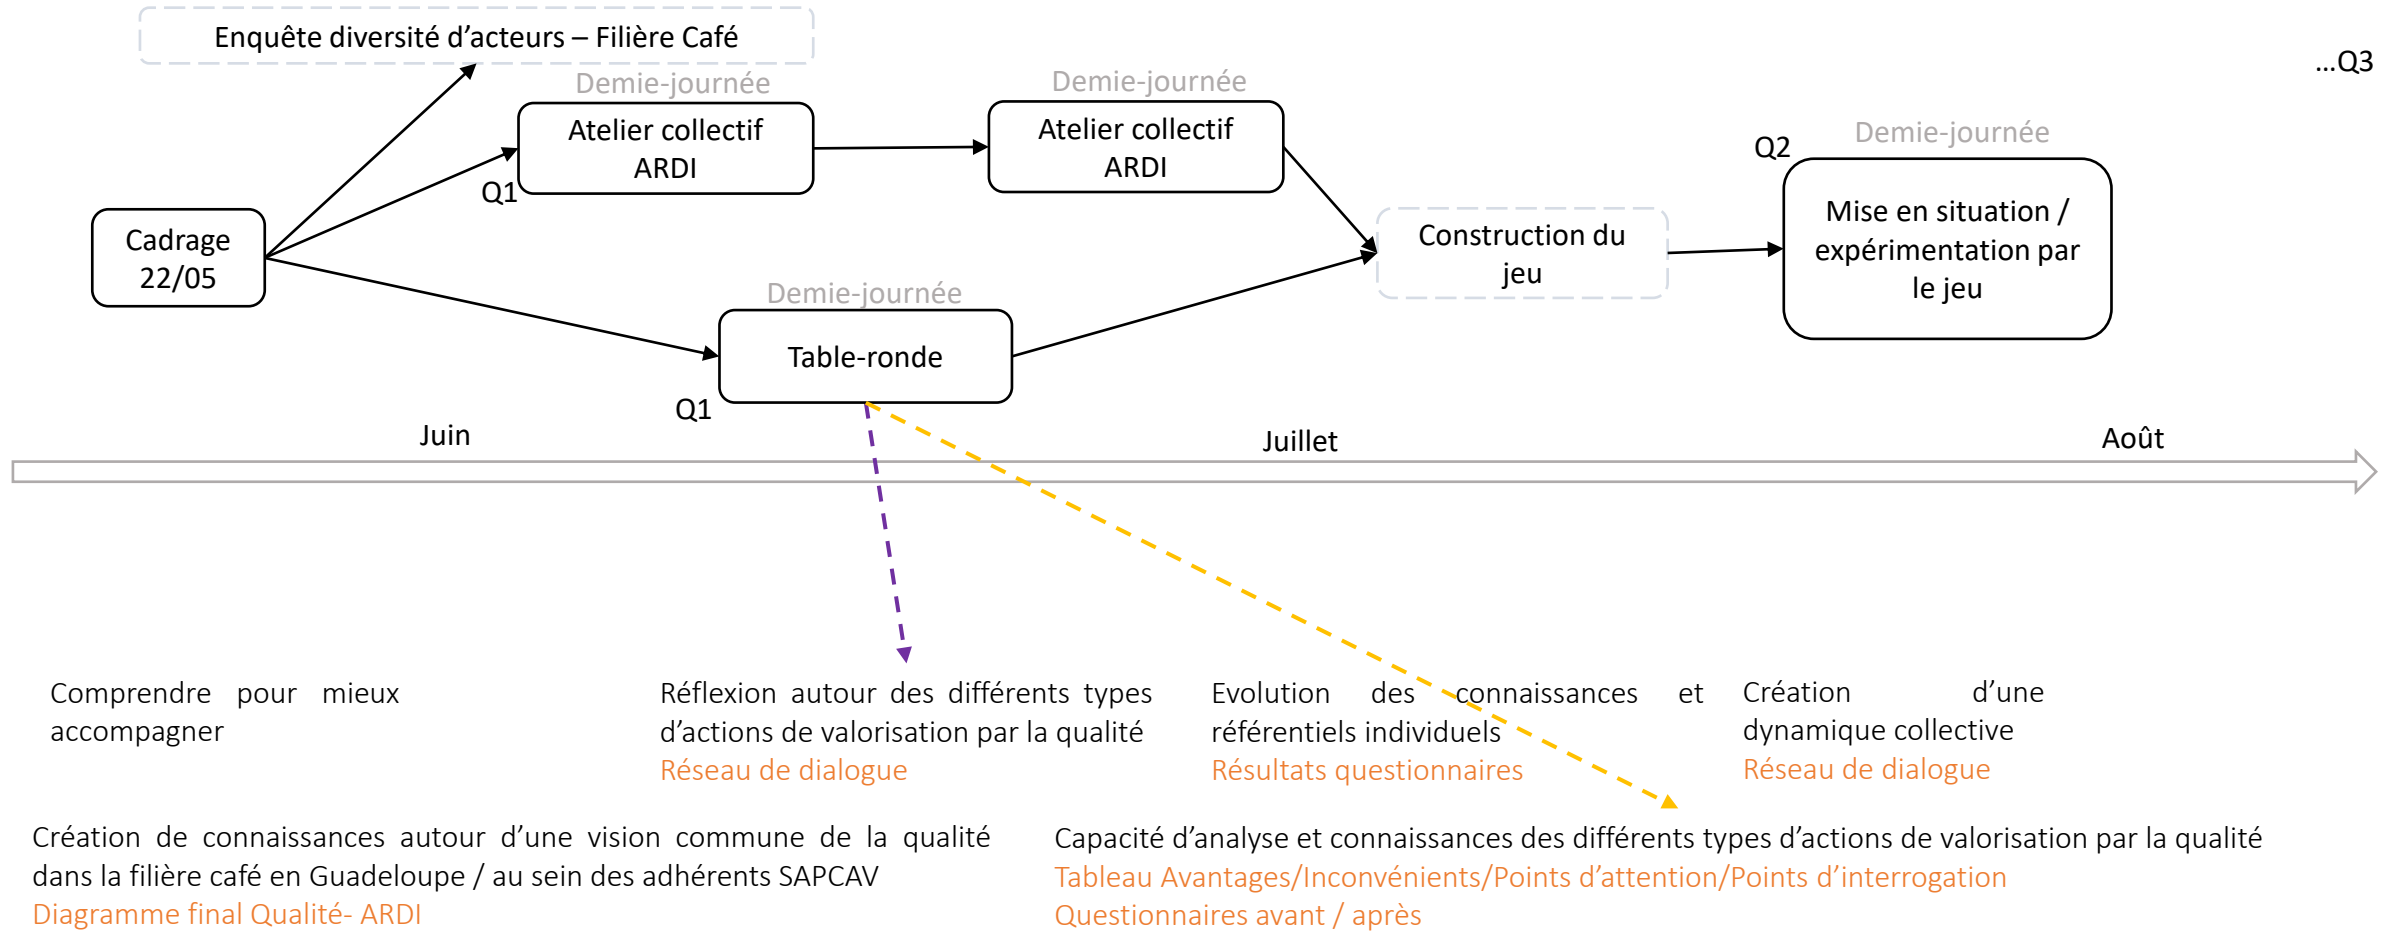 Enquête diversité d’acteurs – Filière Café
...Q3
Demie-journée
Atelier collectif
ARDI
Q1
Demie-journée
Atelier collectif
ARDI
Q2
Demie-journée
Mise en situation /
expérimentation par
le jeu
Cadrage
22/05
Construction du
jeu
Demie-journée
Table-ronde
Q1
Juin
Juillet
Août
Comprendre pour mieux
accompagner
Réflexion autour des différents types
d’actions de valorisation par la qualité
Réseau de dialogue
Evolution des connaissances et
référentiels individuels
Résultats questionnaires
Création d’une
dynamique collective
Réseau de dialogue
Création de connaissances autour d’une vision commune de la qualité
dans la filière café en Guadeloupe / au sein des adhérents SAPCAV
Diagramme final Qualité- ARDI
Capacité d’analyse et connaissances des différents types d’actions de valorisation par la qualité
Tableau Avantages/Inconvénients/Points d’attention/Points d’interrogation
Questionnaires avant / après